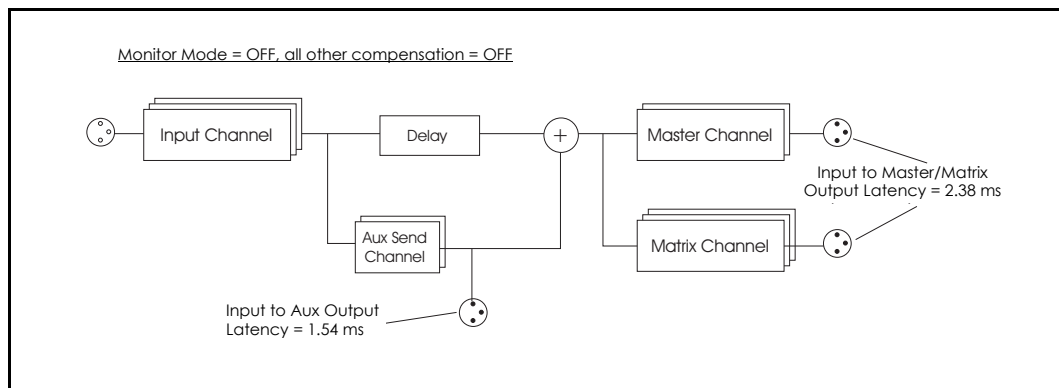 Monitor Mode = OFF, all other compensation = OFF
Input Channel
Delay
+
Master Channel
Input to Master/Matrix
Output Latency = 2.38 ms
Aux Send
Channel
Matrix Channel
Input to Aux Output
Latency = 1.54 ms